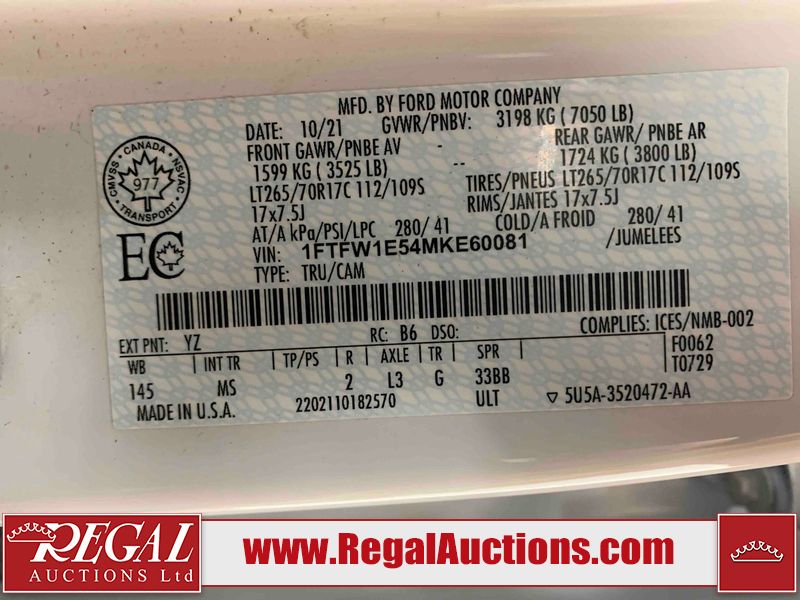 MFD. BY FORD MOTOR COMPANY
DATE: 10/21 GVWR/PNBV: 3198 KG ( 7050 LB)
FRONT GAWR/PNBE AV - REAR GAWR/ PNBE AR
1599 KG ( 3525 LB) -- 1724 KG ( 3800 LB)
LT265/70R17C 112/109S TIRES/PNEUS LT265/70R17C 112/109S
17x7.5J RIMS/JANTES 17x7.5J
AT/A kPa/PSI/LPC 280/ 41 COLD/A FROID 280/ 41
VIN: 1FTFW1E54MKE60081 /JUMELEES
TYPE: TRU/CAM
CMVSS · CANADA · NSVAC
977
· TRANSPORT ·
EC
EXT PNT: YZ RC: B6 DSO: COMPLIES: ICES/NMB-002
WB INT TR TP/PS R AXLE TR SPR F0062
145 MS 2 L3 G 33BB T0729
MADE IN U.S.A. 2202110182570 ULT ▽ 5U5A-3520472-AA
REGAL
AUCTIONS Ltd
www.RegalAuctions.com